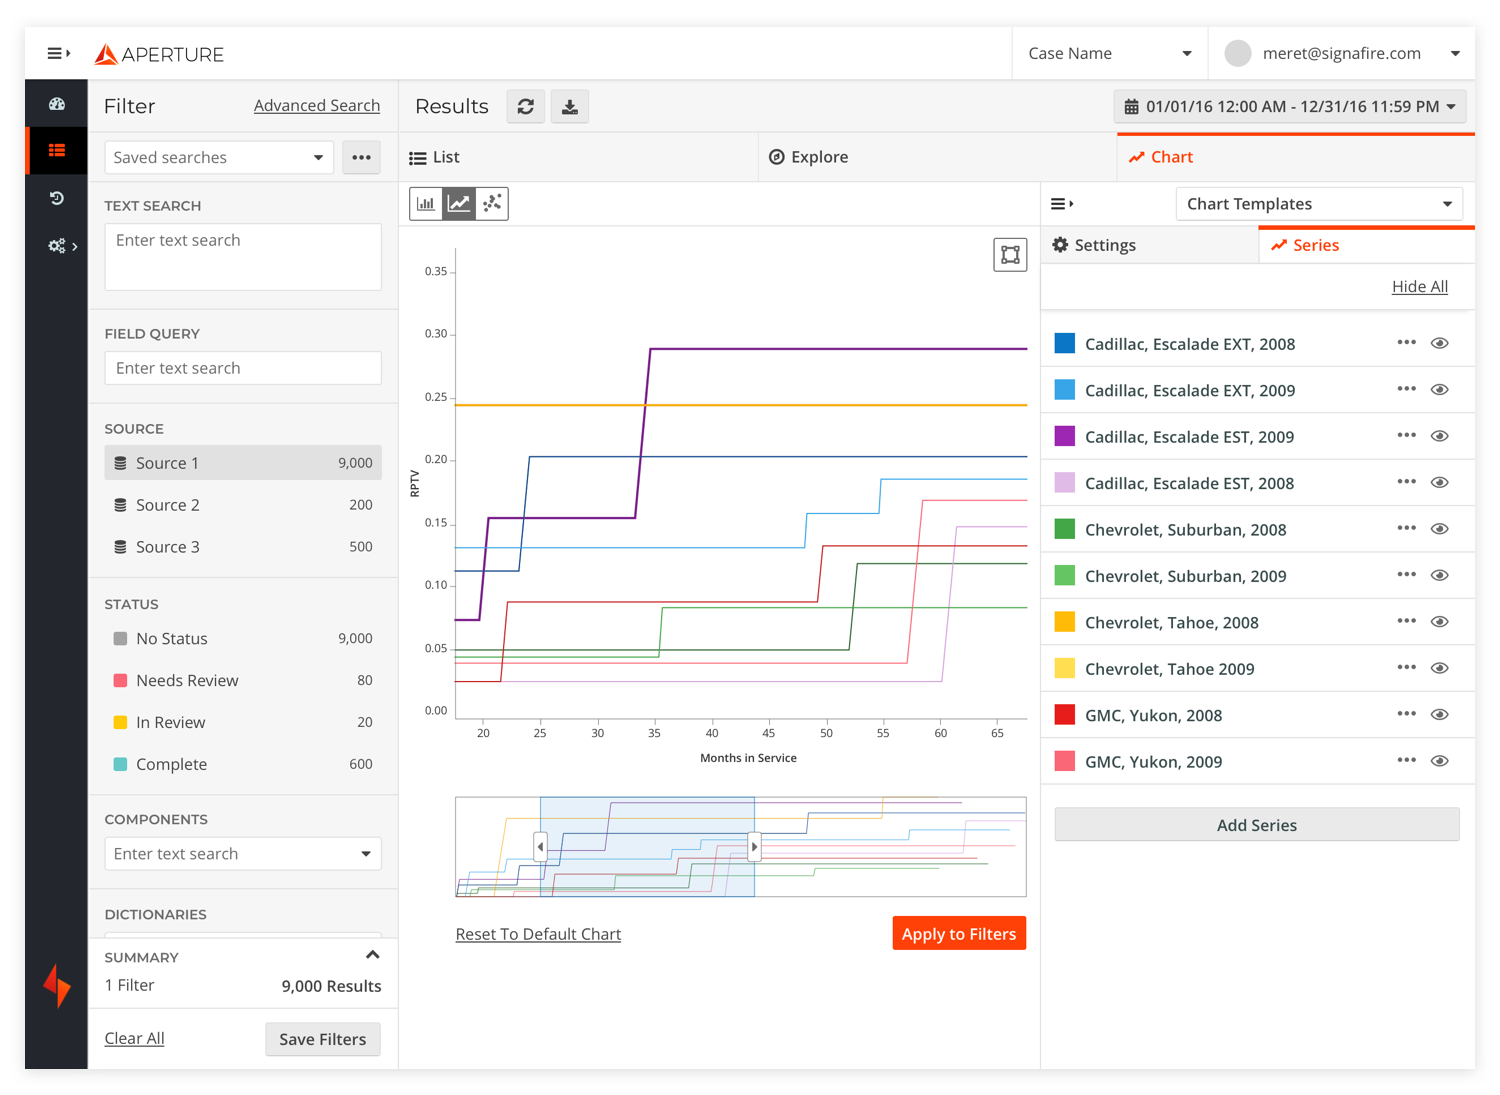 APERTURE
Case Name
meret@signafire.com
Filter
Advanced Search
Results
01/01/16 12:00 AM - 12/31/16 11:59 PM
Saved searches
List
Explore
Chart
TEXT SEARCH
Enter text search
FIELD QUERY
Enter text search
SOURCE
Source 1 9,000
Source 2 200
Source 3 500
STATUS
No Status 9,000
Needs Review 80
In Review 20
Complete 600
COMPONENTS
Enter text search
DICTIONARIES
SUMMARY
1 Filter 9,000 Results
Clear All
Save Filters
RPTV
0.35
0.30
0.25
0.20
0.15
0.10
0.05
0.00
20 25 30 35 40 45 50 55 60 65
Months in Service
Reset To Default Chart
Apply to Filters
Chart Templates
Settings
Series
Hide All
Cadillac, Escalade EXT, 2008
Cadillac, Escalade EXT, 2009
Cadillac, Escalade EST, 2009
Cadillac, Escalade EST, 2008
Chevrolet, Suburban, 2008
Chevrolet, Suburban, 2009
Chevrolet, Tahoe, 2008
Chevrolet, Tahoe 2009
GMC, Yukon, 2008
GMC, Yukon, 2009
Add Series